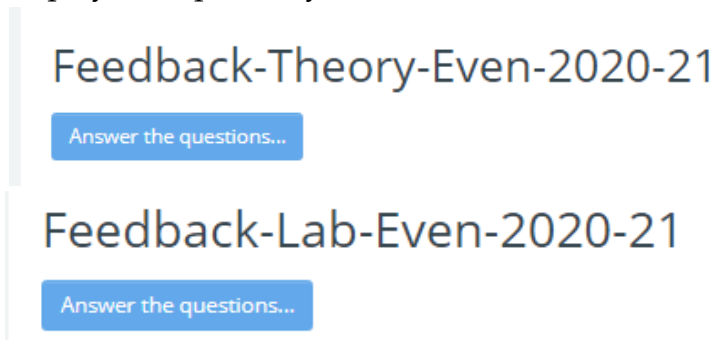 Feedback-Theory-Even-2020-21
Answer the questions...
Feedback-Lab-Even-2020-21
Answer the questions...